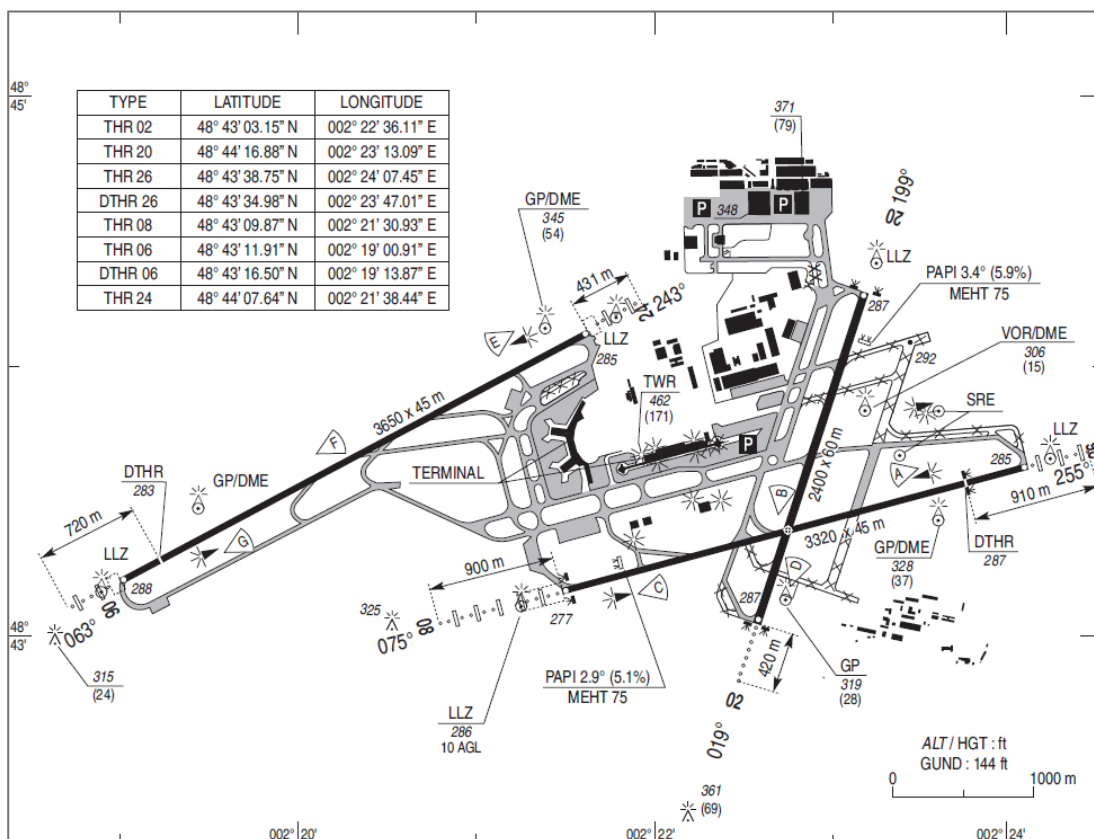 48°
45'
TYPE LATITUDE LONGITUDE
THR 02 48° 43' 03.15" N 002° 22' 36.11" E
THR 20 48° 44' 16.88" N 002° 23' 13.09" E
THR 26 48° 43' 38.75" N 002° 24' 07.45" E
DTHR 26 48° 43' 34.98" N 002° 23' 47.01" E
THR 08 48° 43' 09.87" N 002° 21' 30.93" E
THR 06 48° 43' 11.91" N 002° 19' 00.91" E
DTHR 06 48° 43' 16.50" N 002° 19' 13.87" E
THR 24 48° 44' 07.64" N 002° 21' 38.44" E
371
(79)
P 348 P
GP/DME
345
(54)
431 m
24 243°
LLZ
285
E
20 199°
LLZ
287
PAPI 3.4° (5.9%)
MEHT 75
292
VOR/DME
306
(15)
SRE
TWR
462
(171)
P
3650 x 45 m
F
TERMINAL
2400 x 60 m
LLZ
285
255°
910 m
A
B
DTHR
283
GP/DME
720 m
G
LLZ
288
06
063°
315
(24)
3320 x 45 m
DTHR
287
GP/DME
328
(37)
900 m
C
D
287
325
08
075°
277
PAPI 2.9° (5.1%)
MEHT 75
LLZ
286
10 AGL
420 m
GP
319
(28)
02
019°
361
(69)
48°
43'
ALT / HGT : ft
GUND : 144 ft
0 1000 m
002° 20' 002° 22' 002° 24'